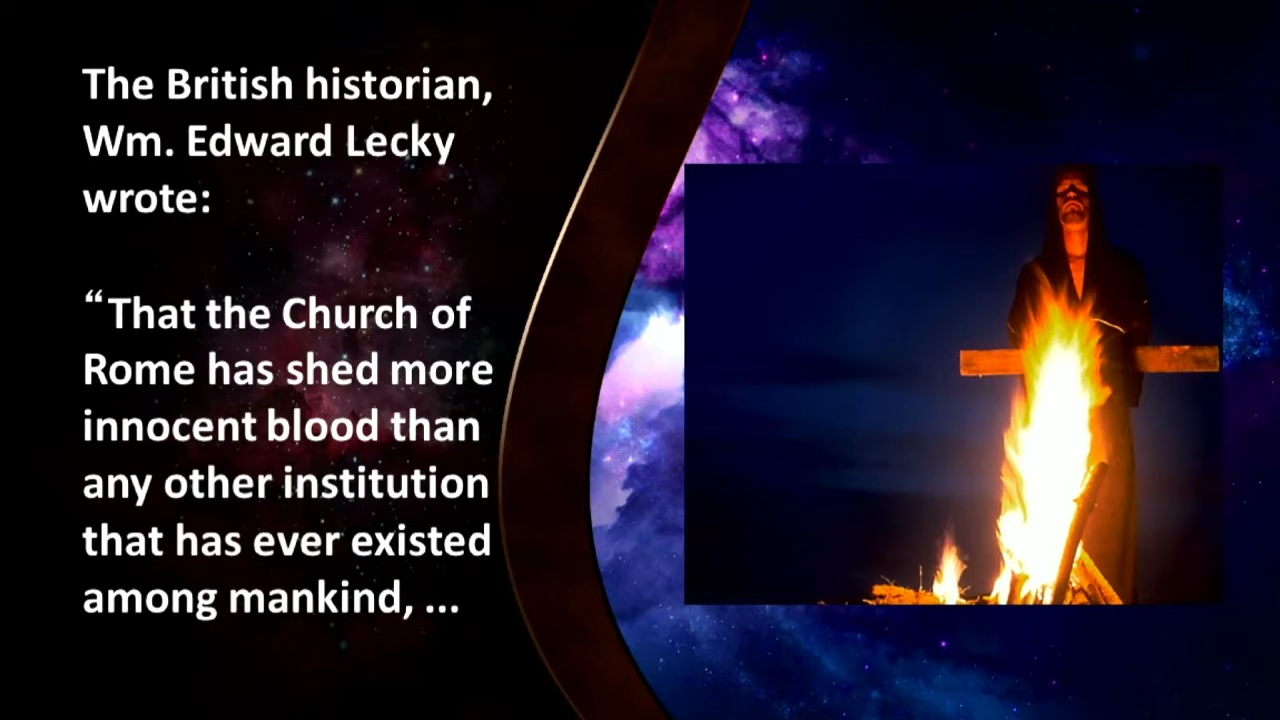 The British historian,
Wm. Edward Lecky
wrote:
“That the Church of
Rome has shed more
innocent blood than
any other institution
that has ever existed
among mankind, ...